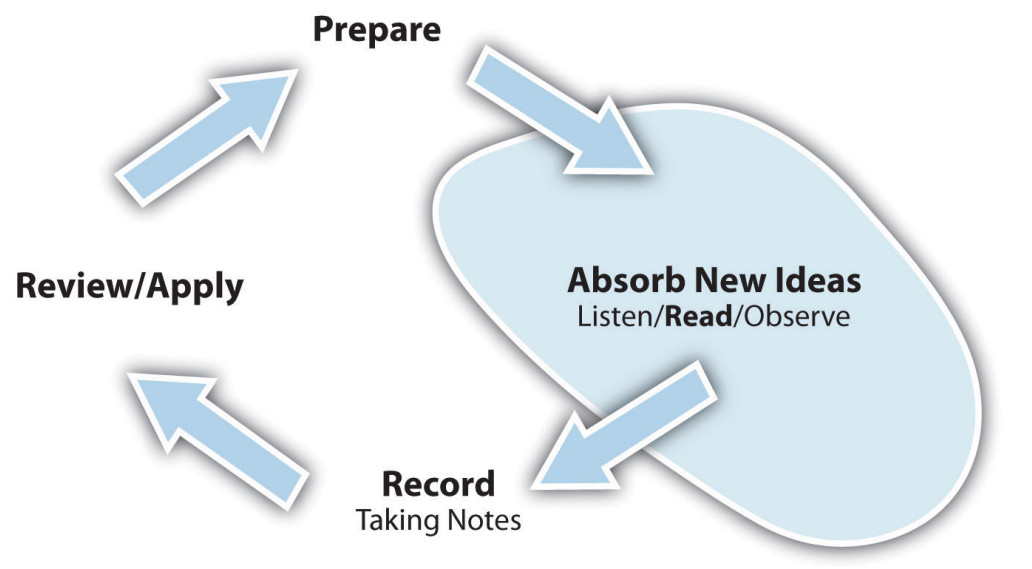 Prepare
Absorb New Ideas
Listen/Read/Observe
Record
Taking Notes
Review/Apply